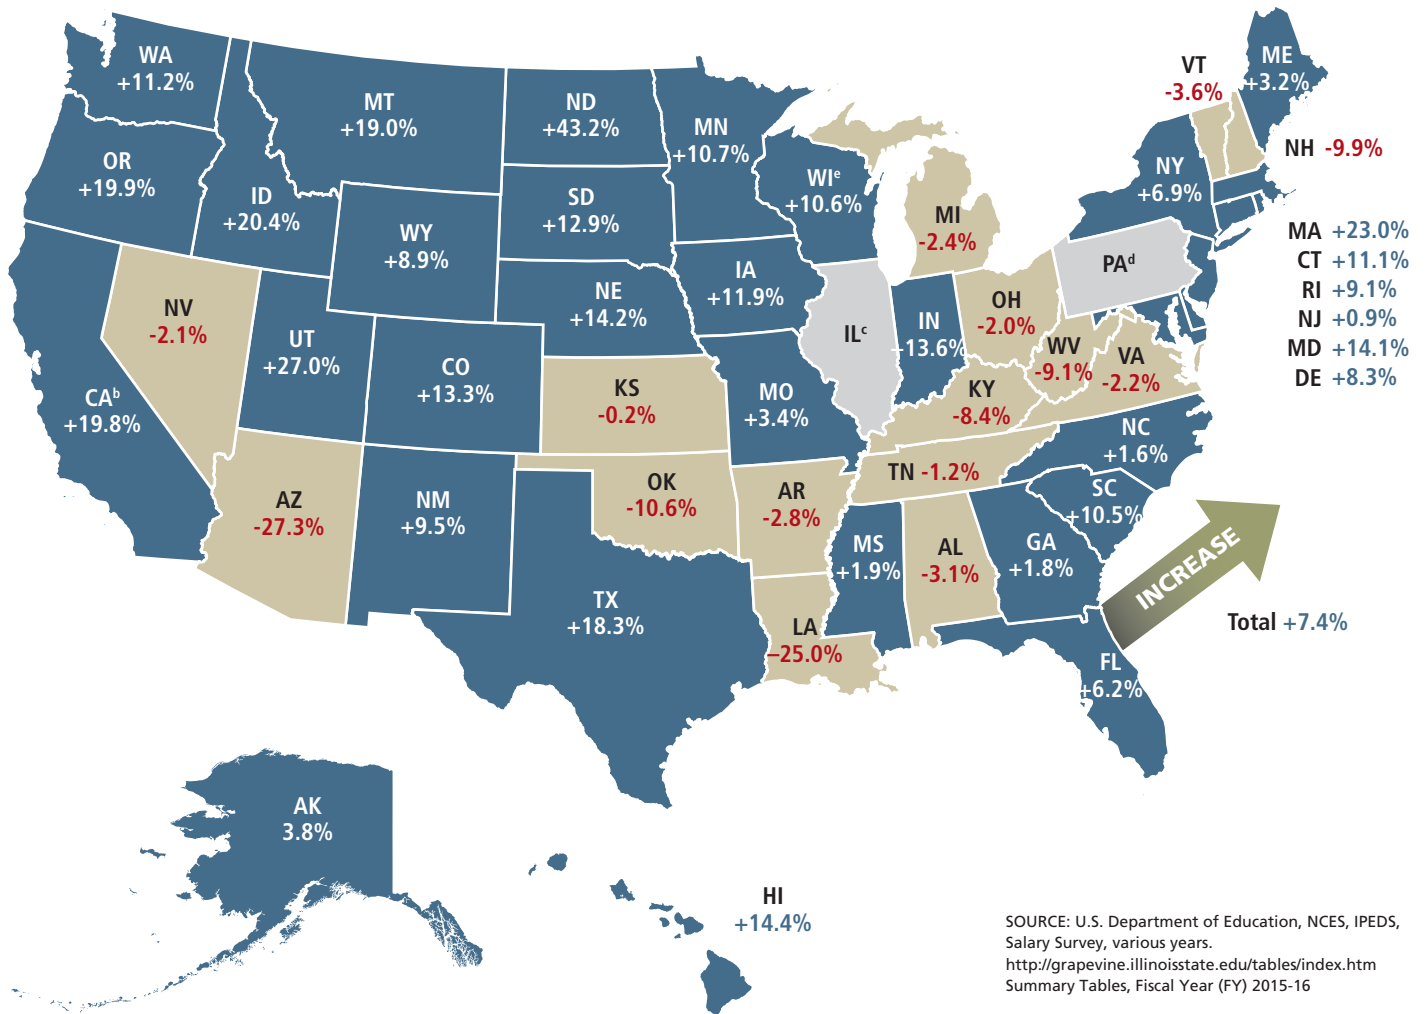 WA
+11.2%
OR
+19.9%
CAᵇ
+19.8%
NV
-2.1%
ID
+20.4%
MT
+19.0%
WY
+8.9%
UT
+27.0%
CO
+13.3%
AZ
-27.3%
NM
+9.5%
ND
+43.2%
SD
+12.9%
NE
+14.2%
KS
-0.2%
OK
-10.6%
TX
+18.3%
MN
+10.7%
IA
+11.9%
MO
+3.4%
AR
-2.8%
LA
–25.0%
WIᵉ
+10.6%
ILᶜ
MI
-2.4%
IN
+13.6%
OH
-2.0%
KY
-8.4%
TN -1.2%
MS
+1.9%
AL
-3.1%
GA
+1.8%
FL
+6.2%
SC
+10.5%
NC
+1.6%
WV
-9.1%
VA
-2.2%
PAᵈ
NY
+6.9%
VT
-3.6%
ME
+3.2%
NH -9.9%
MA +23.0%
CT +11.1%
RI +9.1%
NJ +0.9%
MD +14.1%
DE +8.3%
INCREASE
Total +7.4%
AK
3.8%
HI
+14.4%
SOURCE: U.S. Department of Education, NCES, IPEDS,
Salary Survey, various years.
http://grapevine.illinoisstate.edu/tables/index.htm
Summary Tables, Fiscal Year (FY) 2015-16